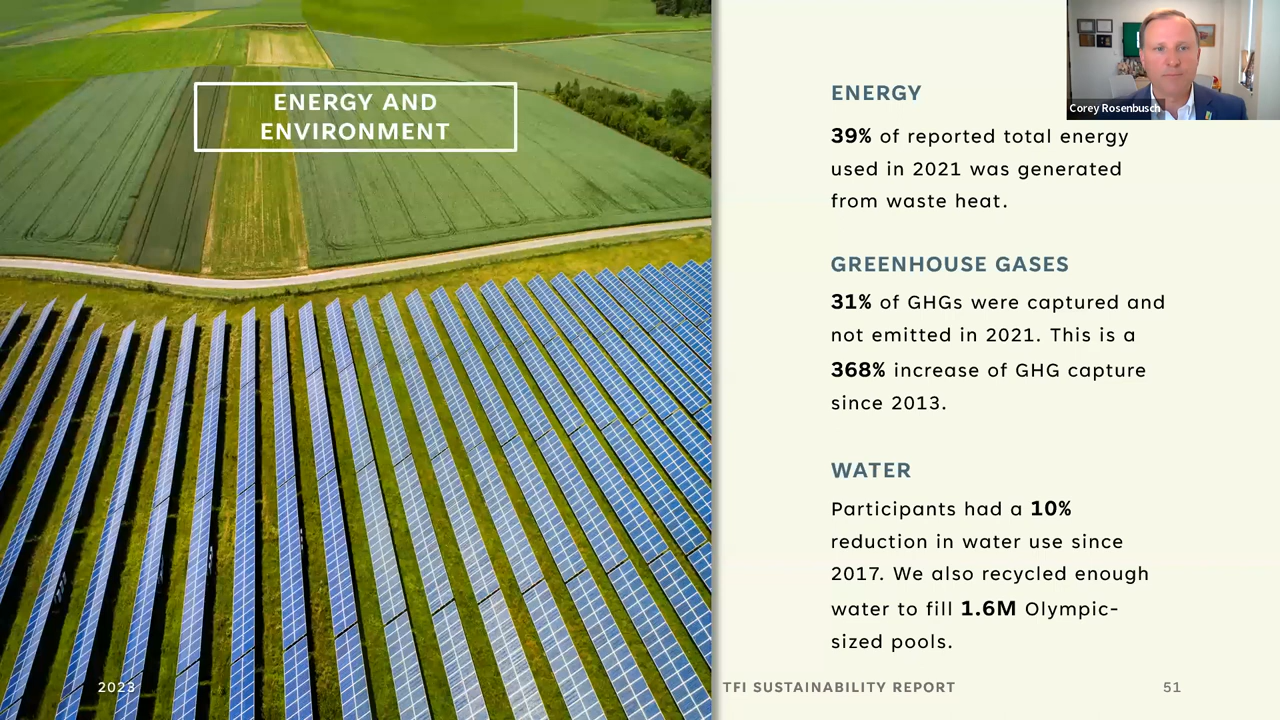 ENERGY AND
ENVIRONMENT
Corey Rosenbusch
ENERGY
39% of reported total energy
used in 2021 was generated
from waste heat.
GREENHOUSE GASES
31% of GHGs were captured and
not emitted in 2021. This is a
368% increase of GHG capture
since 2013.
WATER
Participants had a 10%
reduction in water use since
2017. We also recycled enough
water to fill 1.6M Olympic-
sized pools.
2023
TFI SUSTAINABILITY REPORT
51